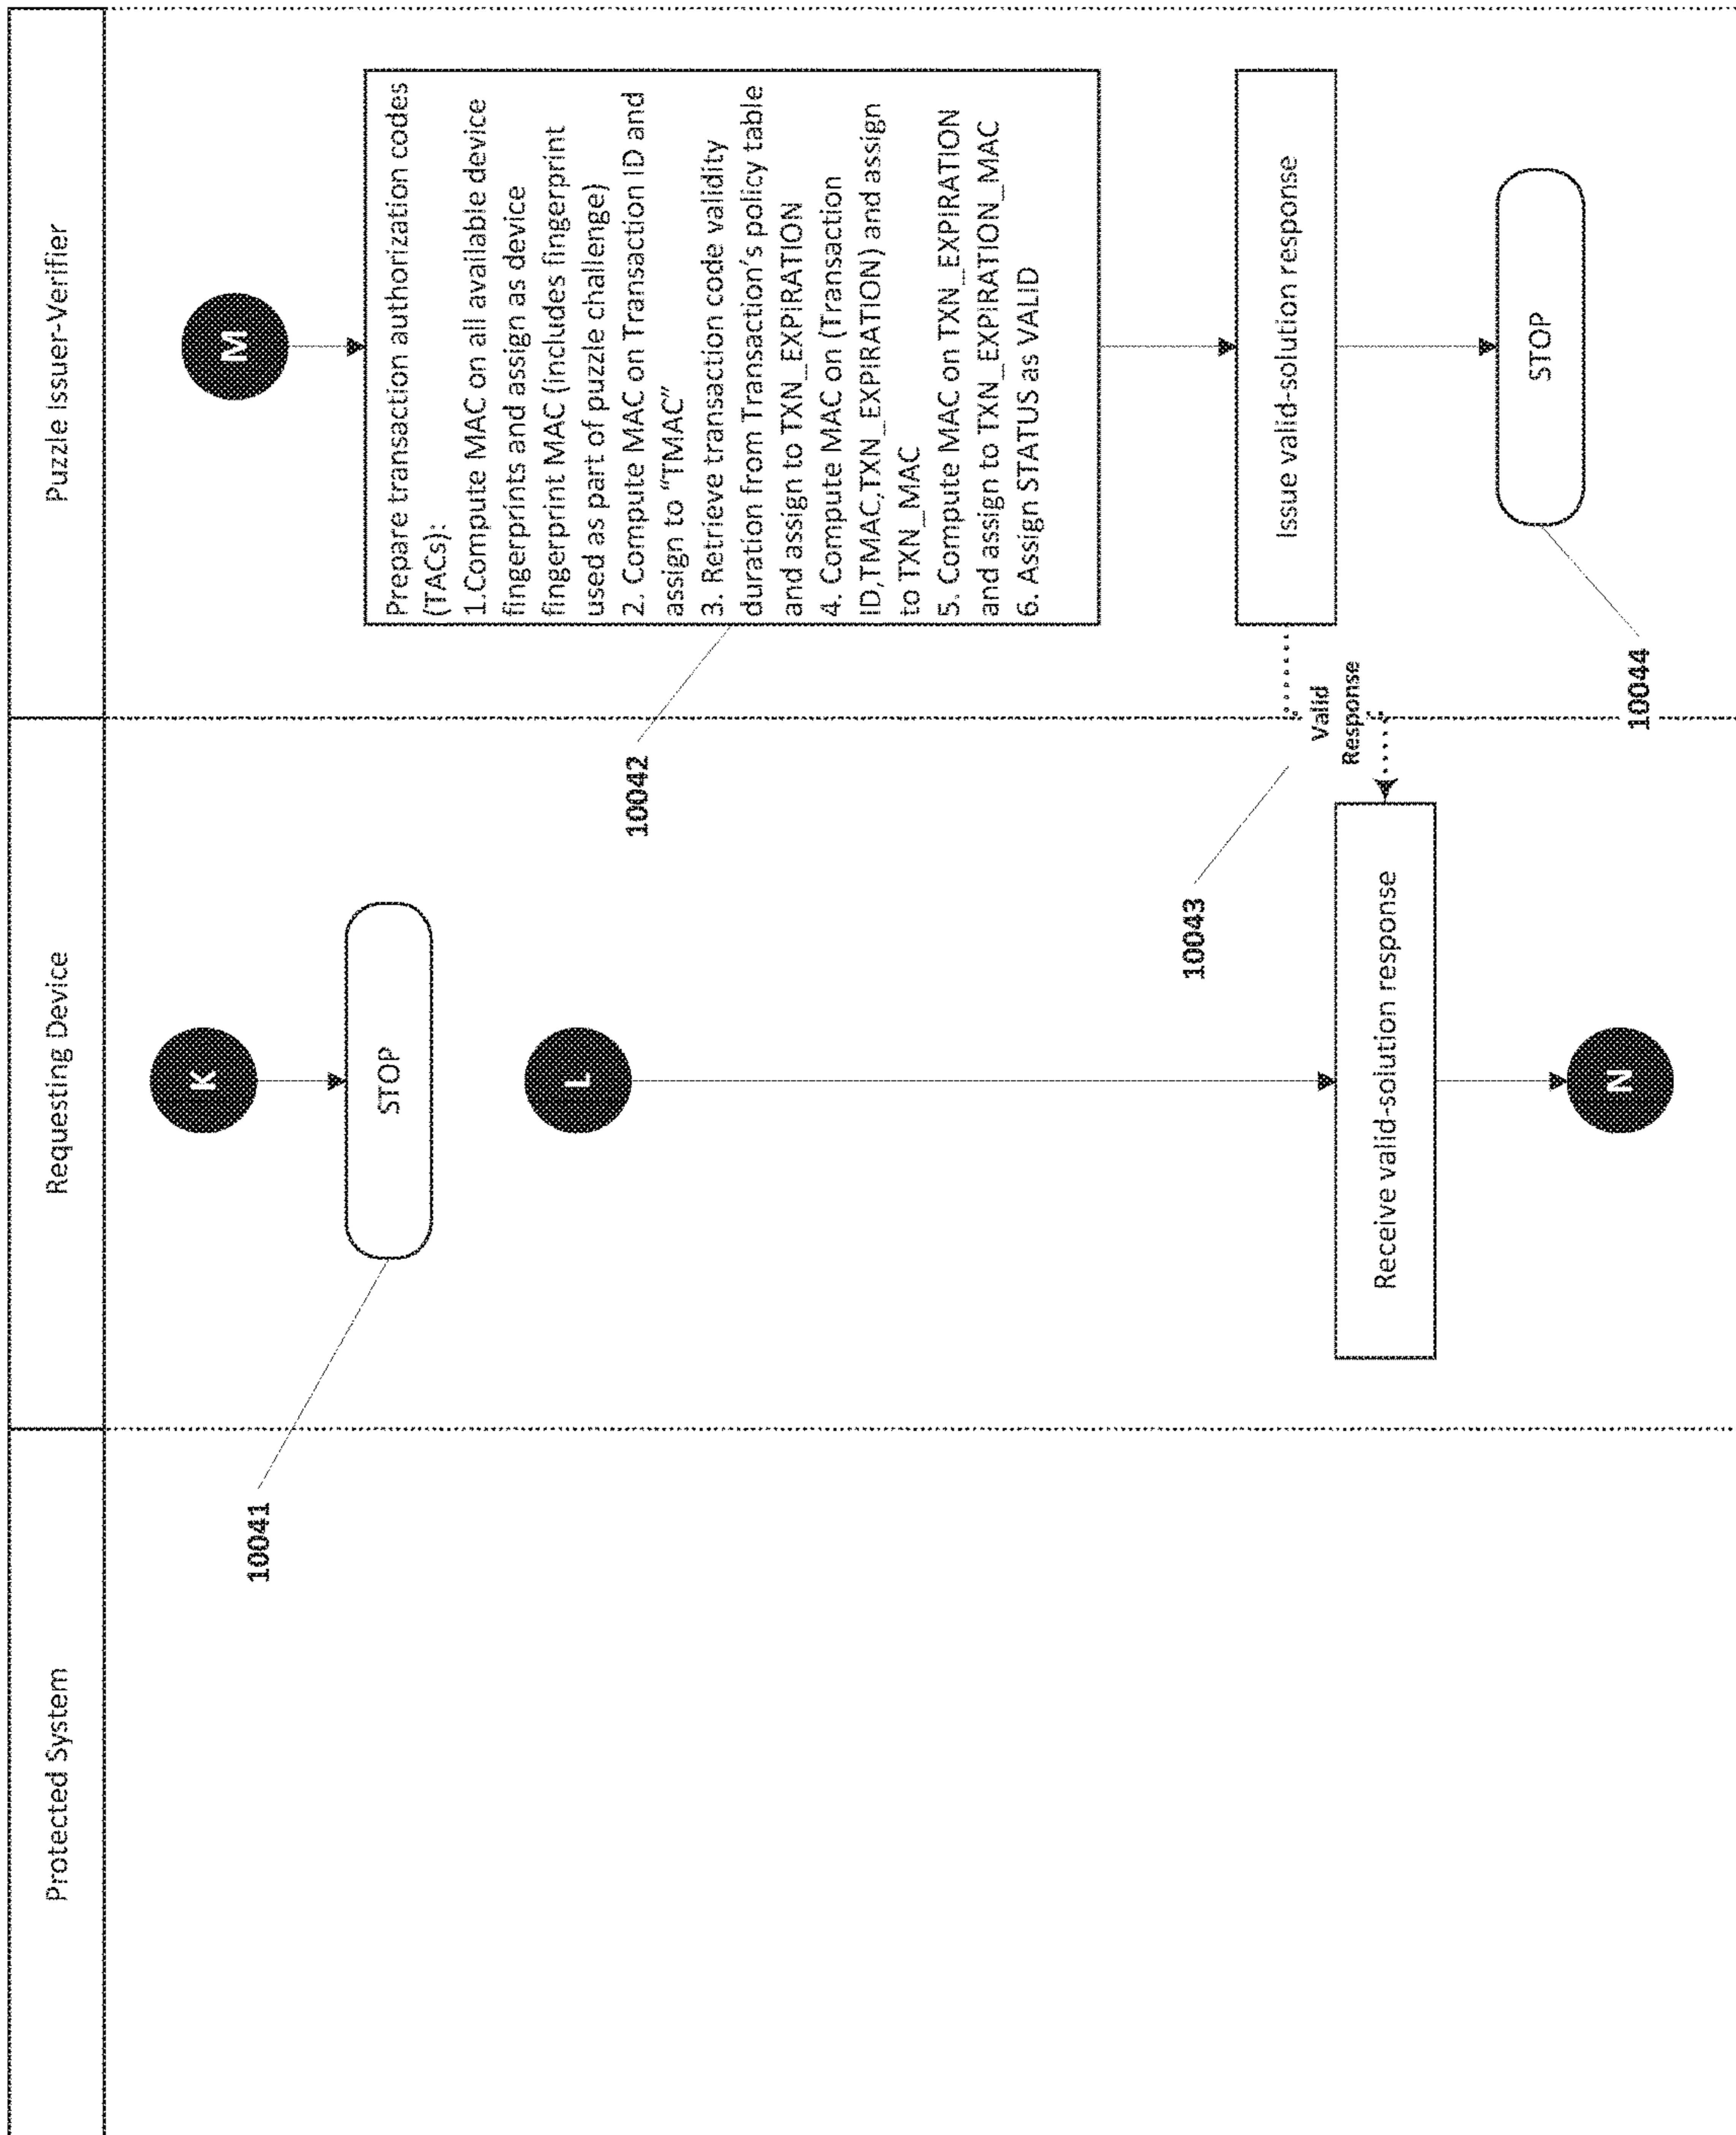 Protected System
Requesting Device
Puzzle Issuer-Verifier
10041
K
STOP
L
M
Prepare transaction authorization codes
(TACs):
1.Compute MAC on all available device
fingerprints and assign as device
fingerprint MAC (includes fingerprint
used as part of puzzle challenge)
2. Compute MAC on Transaction ID and
assign to "TMAC"
3. Retrieve transaction code validity
duration from Transaction's policy table
and assign to TXN_EXPIRATION
4. Compute MAC on (Transaction
ID,TMAC,TXN_EXPIRATION) and assign
to TXN_MAC
5. Compute MAC on TXN_EXPIRATION
and assign to TXN_EXPIRATION_MAC
6. Assign STATUS as VALID
10042
Issue valid-solution response
Valid
Response
10043
Receive valid-solution response
N
STOP
10044